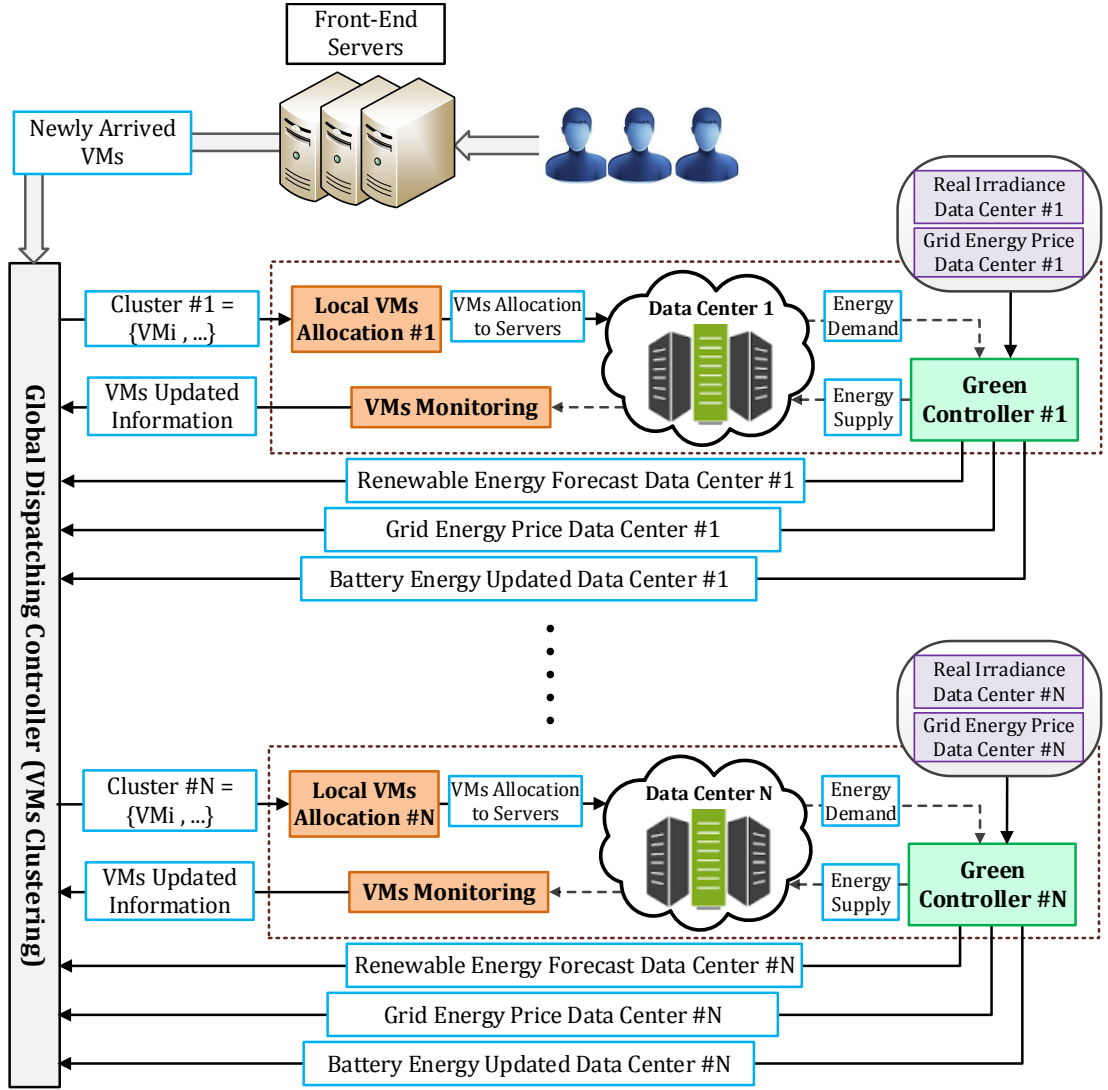 Front-End
Servers
Newly Arrived
VMs
Real Irradiance
Data Center #1
Grid Energy Price
Data Center #1
Global Dispatching Controller (VMs Clustering)
Cluster #1 =
{VMi , ...}
Local VMs
Allocation #1
VMs Allocation
to Servers
Data Center 1
Energy
Demand
Green
Controller #1
VMs Updated
Information
VMs Monitoring
Energy
Supply
Renewable Energy Forecast Data Center #1
Grid Energy Price Data Center #1
Battery Energy Updated Data Center #1
Real Irradiance
Data Center #N
Grid Energy Price
Data Center #N
Cluster #N =
{VMi , ...}
Local VMs
Allocation #N
VMs Allocation
to Servers
Data Center N
Energy
Demand
Green
Controller #N
VMs Updated
Information
VMs Monitoring
Energy
Supply
Renewable Energy Forecast Data Center #N
Grid Energy Price Data Center #N
Battery Energy Updated Data Center #N